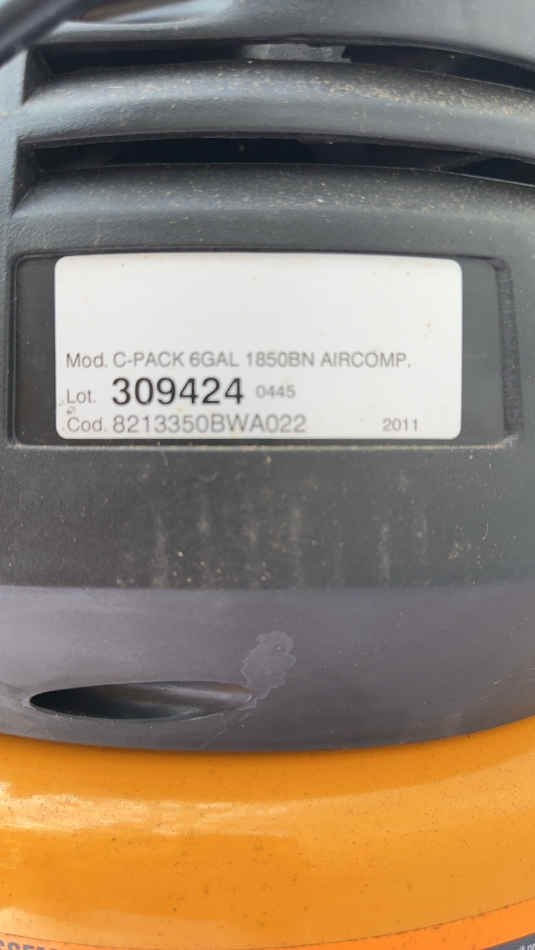 Mod. C-PACK 6GAL 1850BN AIRCOMP.
Lot. 309424 0445
Cod. 8213350BWA022 2011